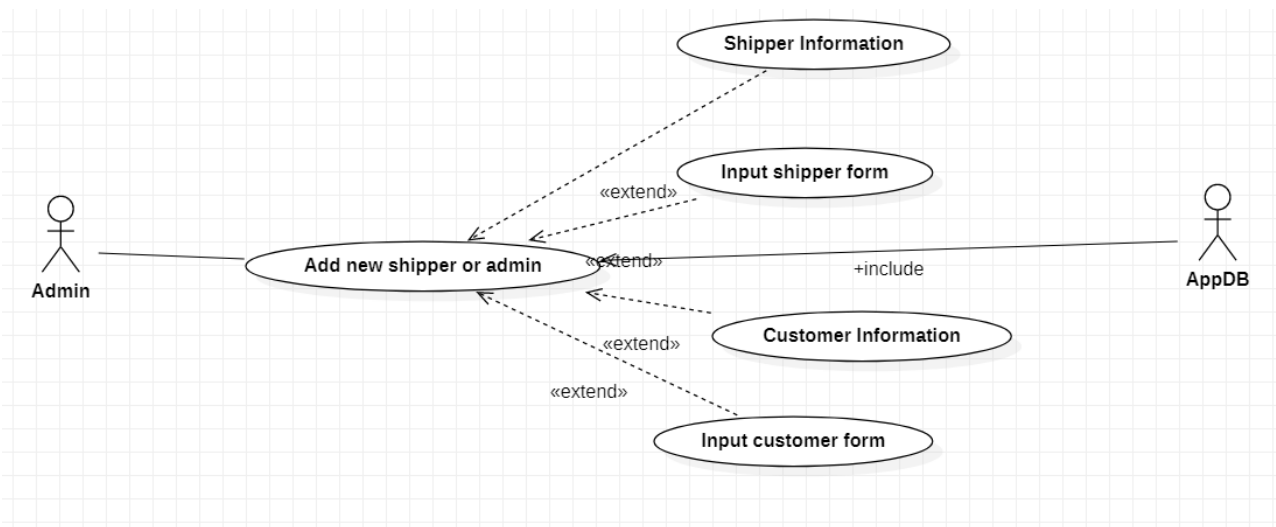 Shipper Information
Input shipper form
«extend»
Add new shipper or admin
«extend»
+include
Admin
AppDB
Customer Information
«extend»
«extend»
Input customer form